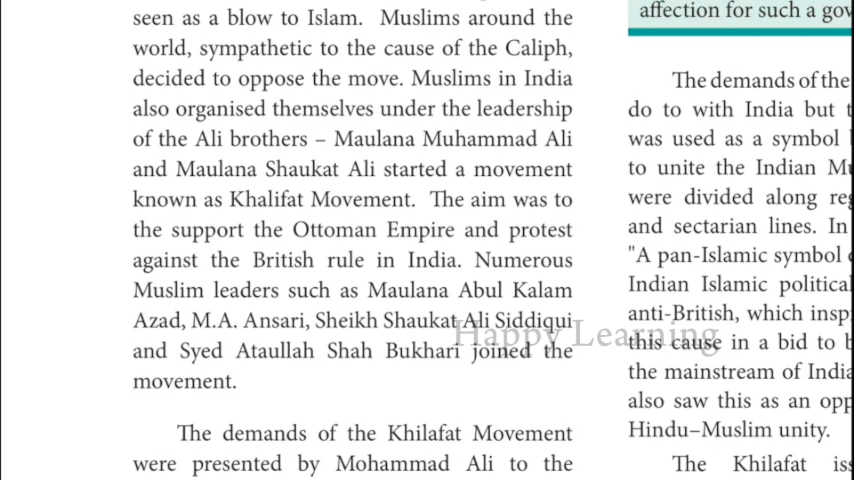 seen as a blow to Islam. Muslims around the
world, sympathetic to the cause of the Caliph,
decided to oppose the move. Muslims in India
also organised themselves under the leadership
of the Ali brothers – Maulana Muhammad Ali
and Maulana Shaukat Ali started a movement
known as Khalifat Movement. The aim was to
the support the Ottoman Empire and protest
against the British rule in India. Numerous
Muslim leaders such as Maulana Abul Kalam
Azad, M.A. Ansari, Sheikh Shaukat Ali Siddiqui
and Syed Ataullah Shah Bukhari joined the
movement.
The demands of the Khilafat Movement
were presented by Mohammad Ali to the
affection for such a
The demands of the
do to with India but
was used as a symbol
to unite the Indian
were divided along
and sectarian lines. In
"A pan-Islamic symbol
Indian Islamic
anti-British, which
this cause in a bid to
the mainstream of
also saw this as an
Hindu–Muslim unity.
The Khilafat
Happy Learning